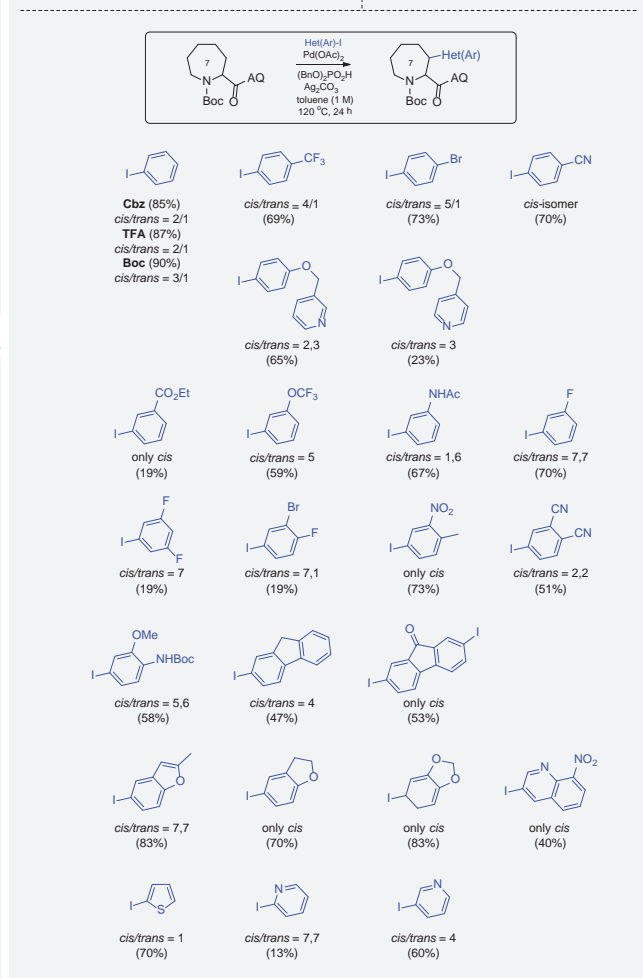 Het(Ar)-I
Pd(OAc)2
(BnO)2PO2H
Ag2CO3
toluene (1 M)
120 °C, 24 h
7
N
Boc
O
AQ
7
N
Boc
O
AQ
Het(Ar)
I
Cbz (85%)
cis/trans = 2/1
TFA (87%)
cis/trans = 2/1
Boc (90%)
cis/trans = 3/1
I
CF3
cis/trans = 4/1
(69%)
I
Br
cis/trans = 5/1
(73%)
I
CN
cis-isomer
(70%)
I
O
N
cis/trans = 2,3
(65%)
I
O
N
cis/trans = 3
(23%)
CO2Et
I
only cis
(19%)
OCF3
I
cis/trans = 5
(59%)
NHAc
I
cis/trans = 1,6
(67%)
F
I
cis/trans = 7,7
(70%)
F
I
F
cis/trans = 7
(19%)
Br
F
I
cis/trans = 7,1
(19%)
NO2
I
only cis
(73%)
CN
CN
I
cis/trans = 2,2
(51%)
OMe
NHBoc
I
cis/trans = 5,6
(58%)
I
cis/trans = 4
(47%)
O
I
I
only cis
(53%)
O
I
cis/trans = 7,7
(83%)
O
I
only cis
(70%)
O
O
I
only cis
(83%)
NO2
N
I
only cis
(40%)
I
S
cis/trans = 1
(70%)
N
I
cis/trans = 7,7
(13%)
N
I
cis/trans = 4
(60%)